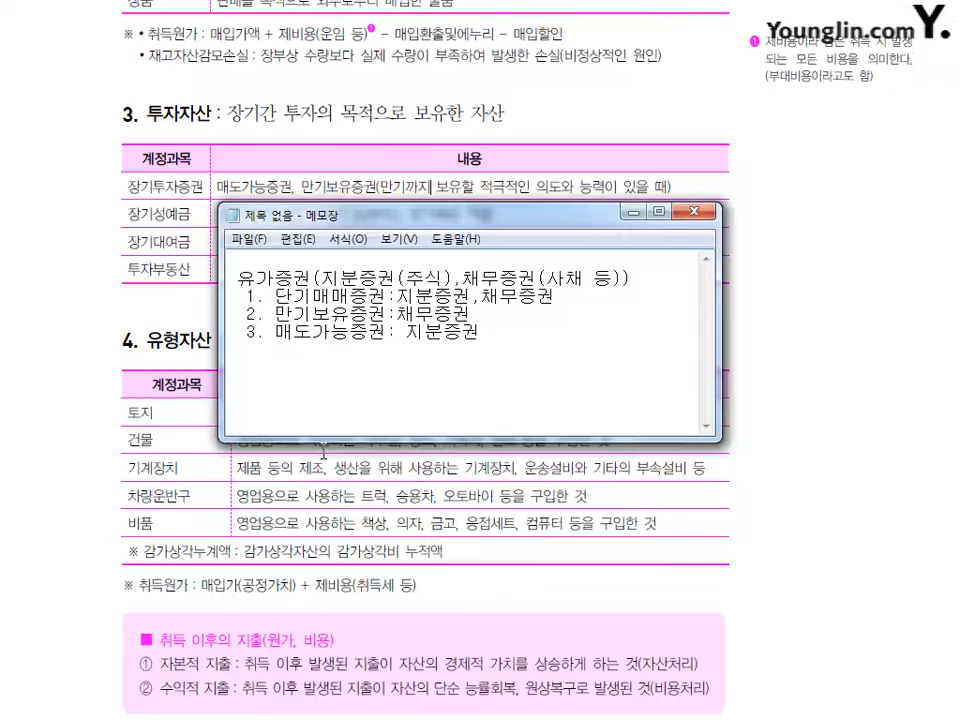 ※ • 취득원가 : 매입가액 + 제비용(운임 등)❶ - 매입환출및에누리 - 매입할인
• 재고자산감모손실 : 장부상 수량보다 실제 수량이 부족하여 발생한 손실(비정상적인 원인)
Younglin.com Y.
되는 모든 비용을 의미한다.
(부대비용이라고도 함)
3. 투자자산 : 장기간 투자의 목적으로 보유한 자산
계정과목 내용
장기투자증권 매도가능증권, 만기보유증권(만기까지 보유할 적극적인 의도와 능력이 있을 때)
장기성예금
장기대여금
투자부동산
제목 없음 - 메모장
파일(F) 편집(E) 서식(O) 보기(V) 도움말(H)
유가증권(지분증권(주식),채무증권(사채 등))
1. 단기매매증권:지분증권,채무증권
2. 만기보유증권:채무증권
3. 매도가능증권: 지분증권
4. 유형자산
계정과목
토지
건물
기계장치 제품 등의 제조, 생산을 위해 사용하는 기계장치, 운송설비와 기타의 부속설비 등
차량운반구 영업용으로 사용하는 트럭, 승용차, 오토바이 등을 구입한 것
비품 영업용으로 사용하는 책상, 의자, 금고, 응접세트, 컴퓨터 등을 구입한 것
※ 감가상각누계액 : 감가상각자산의 감가상각비 누적액
※ 취득원가 : 매입가(공정가치) + 제비용(취득세 등)
■ 취득 이후의 지출(원가, 비용)
① 자본적 지출 : 취득 이후 발생된 지출이 자산의 경제적 가치를 상승하게 하는 것(자산처리)
② 수익적 지출 : 취득 이후 발생된 지출이 자산의 단순 능률회복, 원상복구로 발생된 것(비용처리)